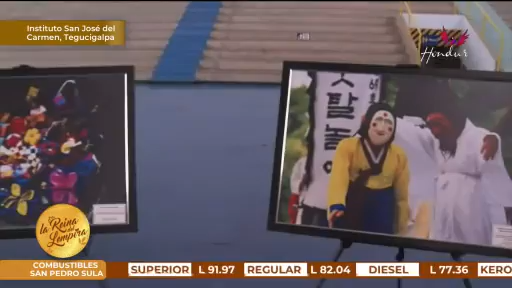 Instituto San José del
Carmen, Tegucigalpa
Hondur
탈놀
la Reina
Lempira
COMBUSTIBLES
SAN PEDRO SULA
SUPERIOR L 91.97 REGULAR L 82.04 DIESEL L 77.36 KERO